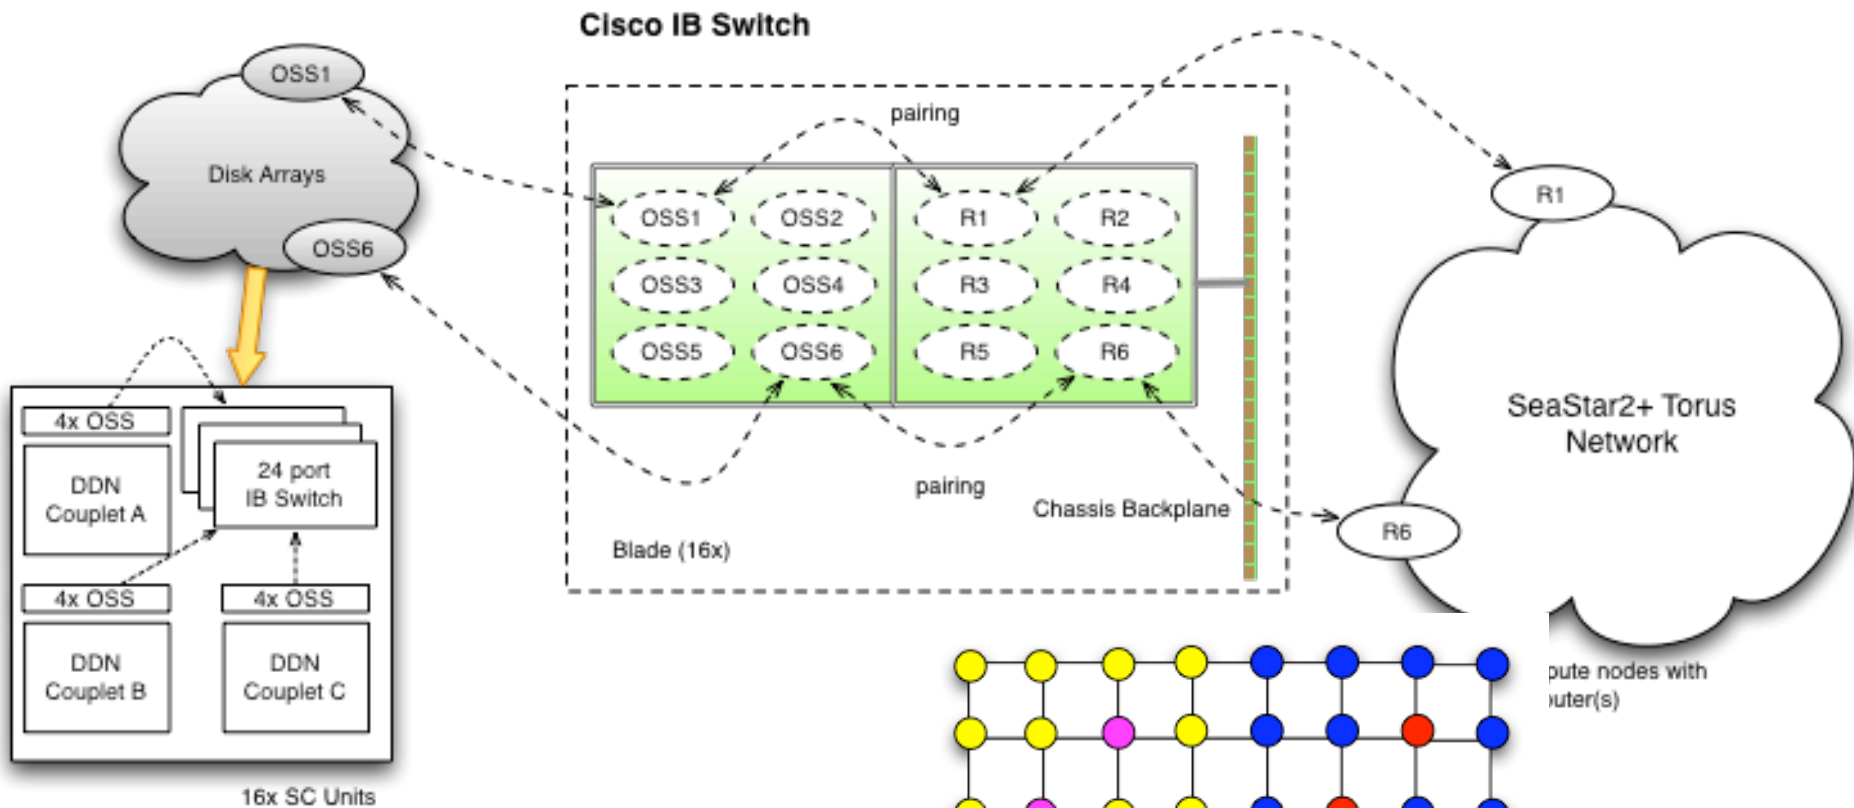 Cisco IB Switch
OSS1
Disk Arrays
OSS6
pairing
OSS1
OSS2
R1
R2
OSS3
OSS4
R3
R4
OSS5
OSS6
R5
R6
pairing
Chassis Backplane
Blade (16x)
R1
SeaStar2+ Torus
Network
R6
4x OSS
DDN
Couplet A
24 port
IB Switch
4x OSS
DDN
Couplet B
4x OSS
DDN
Couplet C
16x SC Units
nodes with